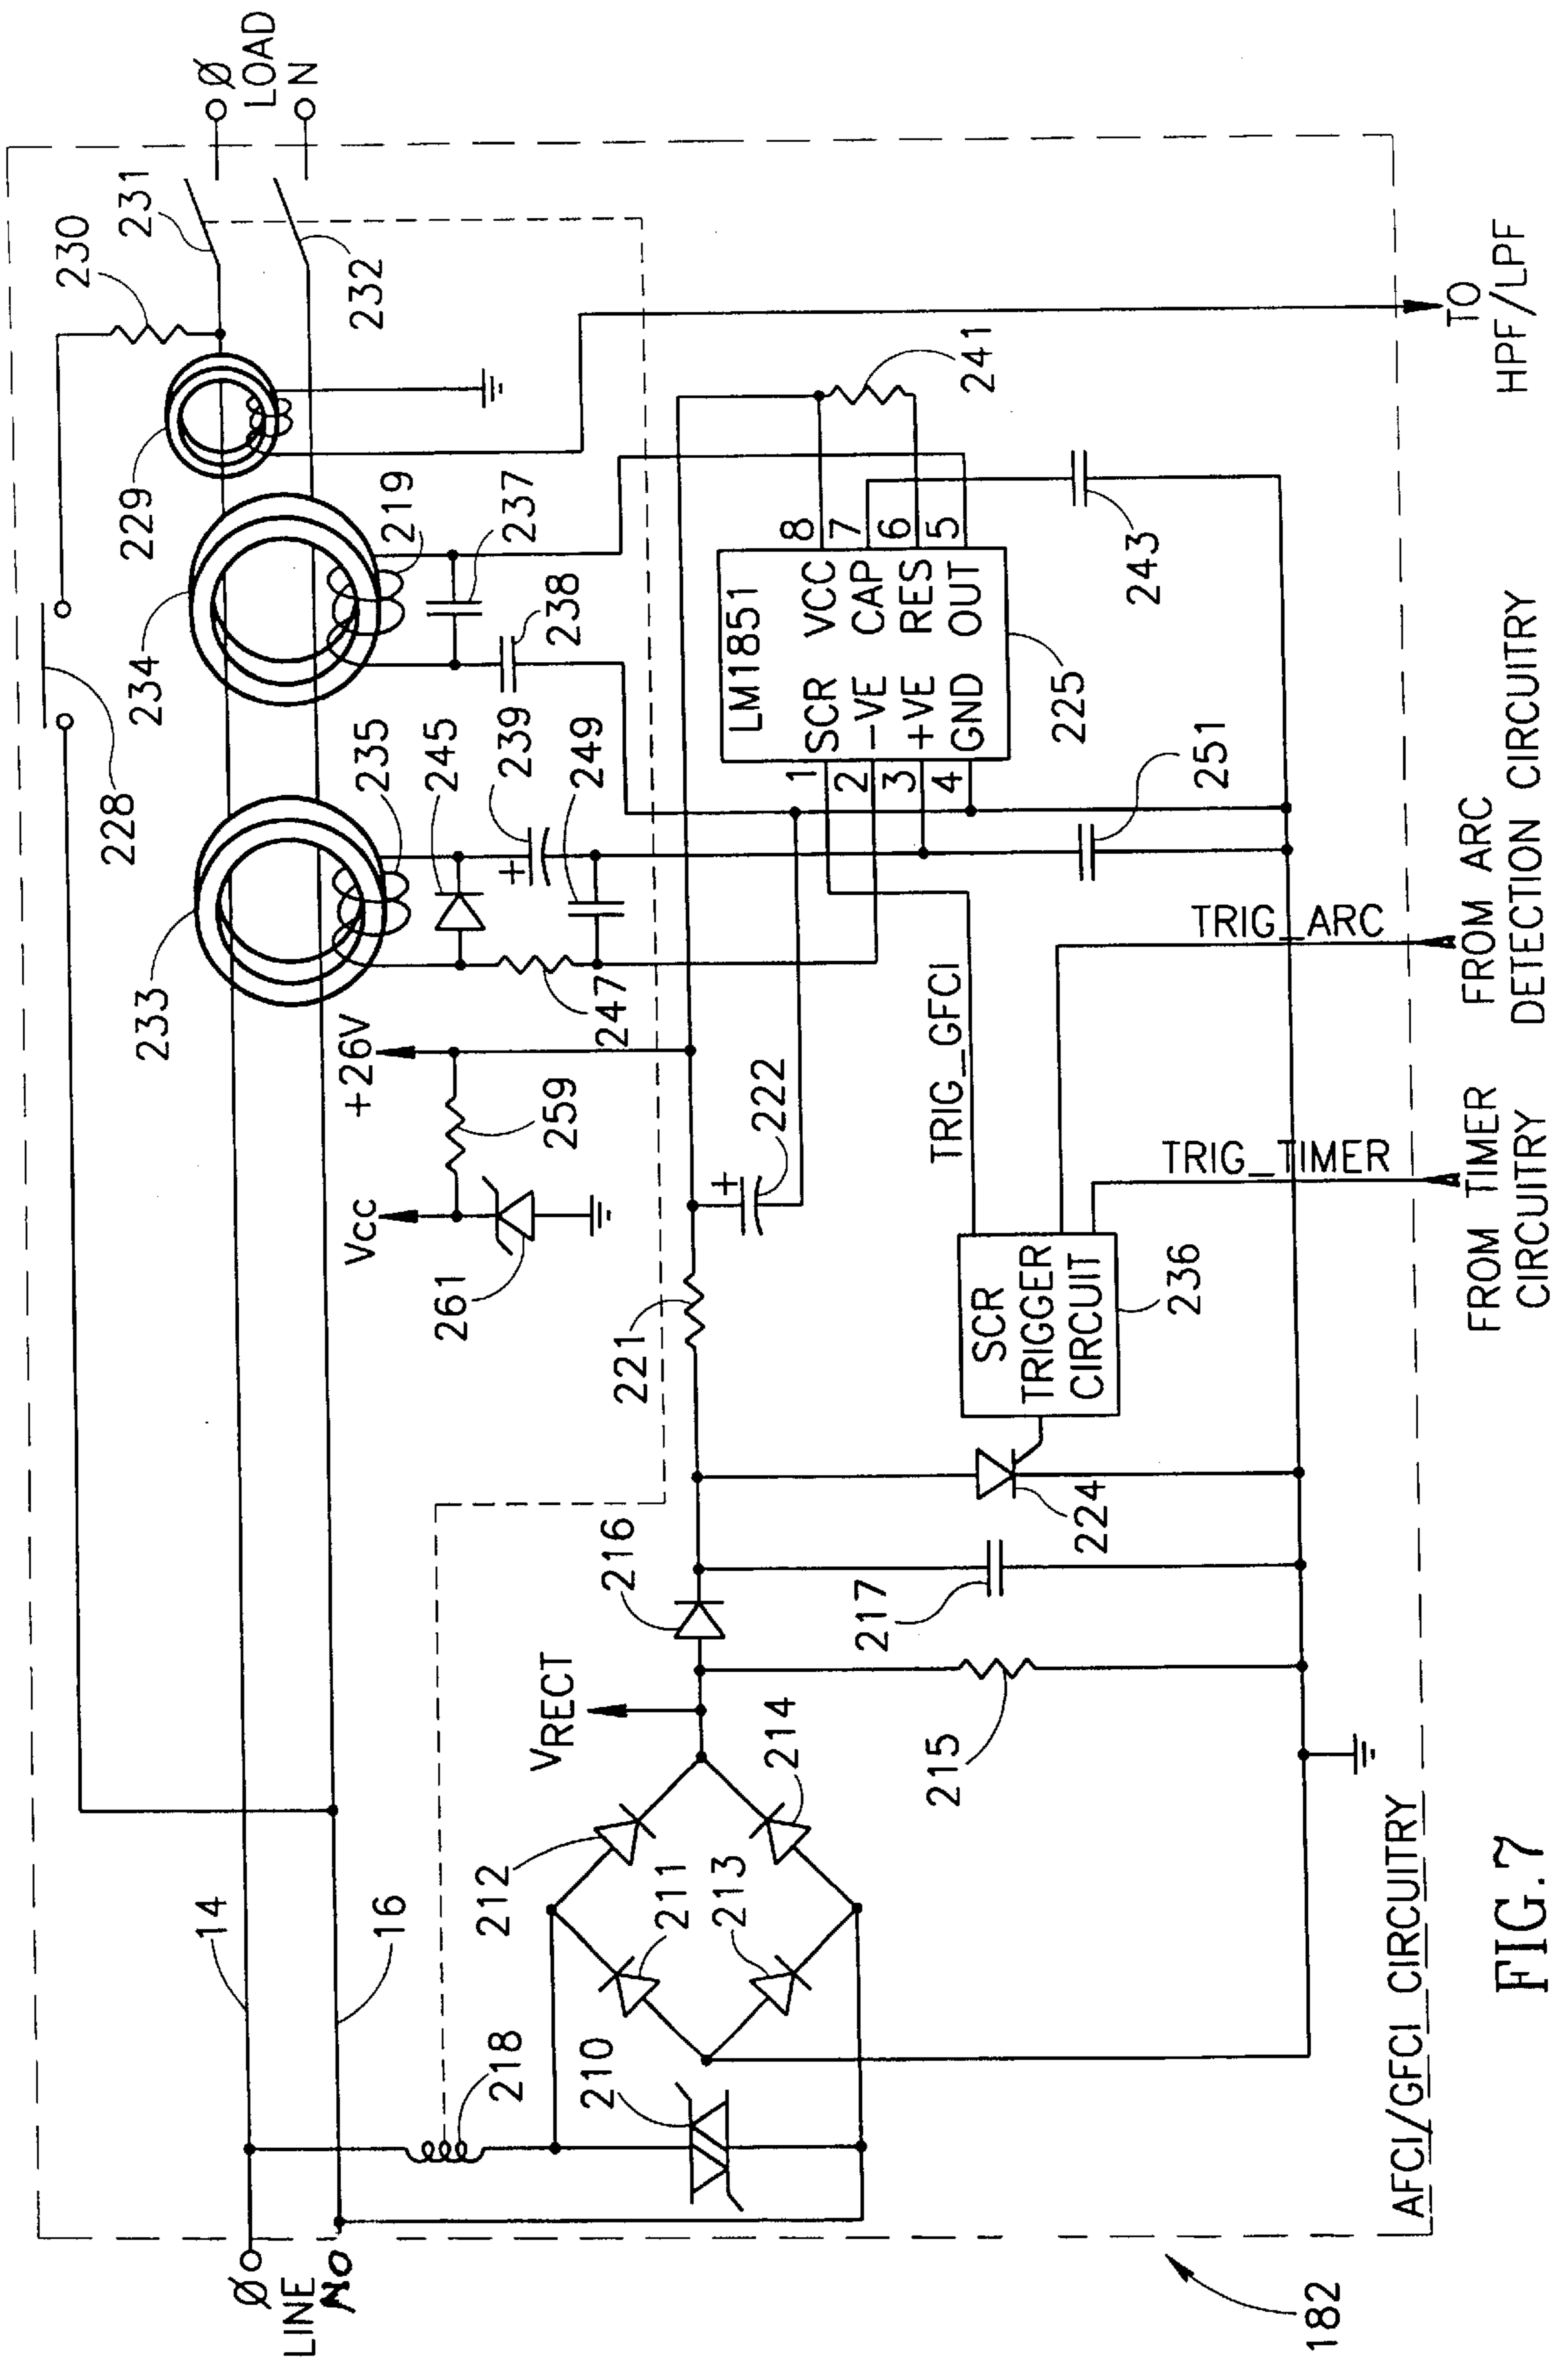 Ø
LOAD
N
230
231
232
229
234
219
237
238
228
233
235
245
239
249
247
241
TO
HPF/LPF
LM1851
SCR VCC
-VE CAP
+VE RES
GND OUT
1
2
3
4
8
7
6
5
225
243
251
+26V
259
VCC
261
222
221
TRIG_GFCI
TRIG_ARC
FROM ARC
DETECTION CIRCUITRY
TRIG_TIMER
FROM TIMER
CIRCUITRY
SCR
TRIGGER
CIRCUIT
236
224
216
217
VRECT
215
214
212
211
213
14
16
218
210
Ø
LINE
N
AFCI/GFCI CIRCUITRY
182
FIG.7